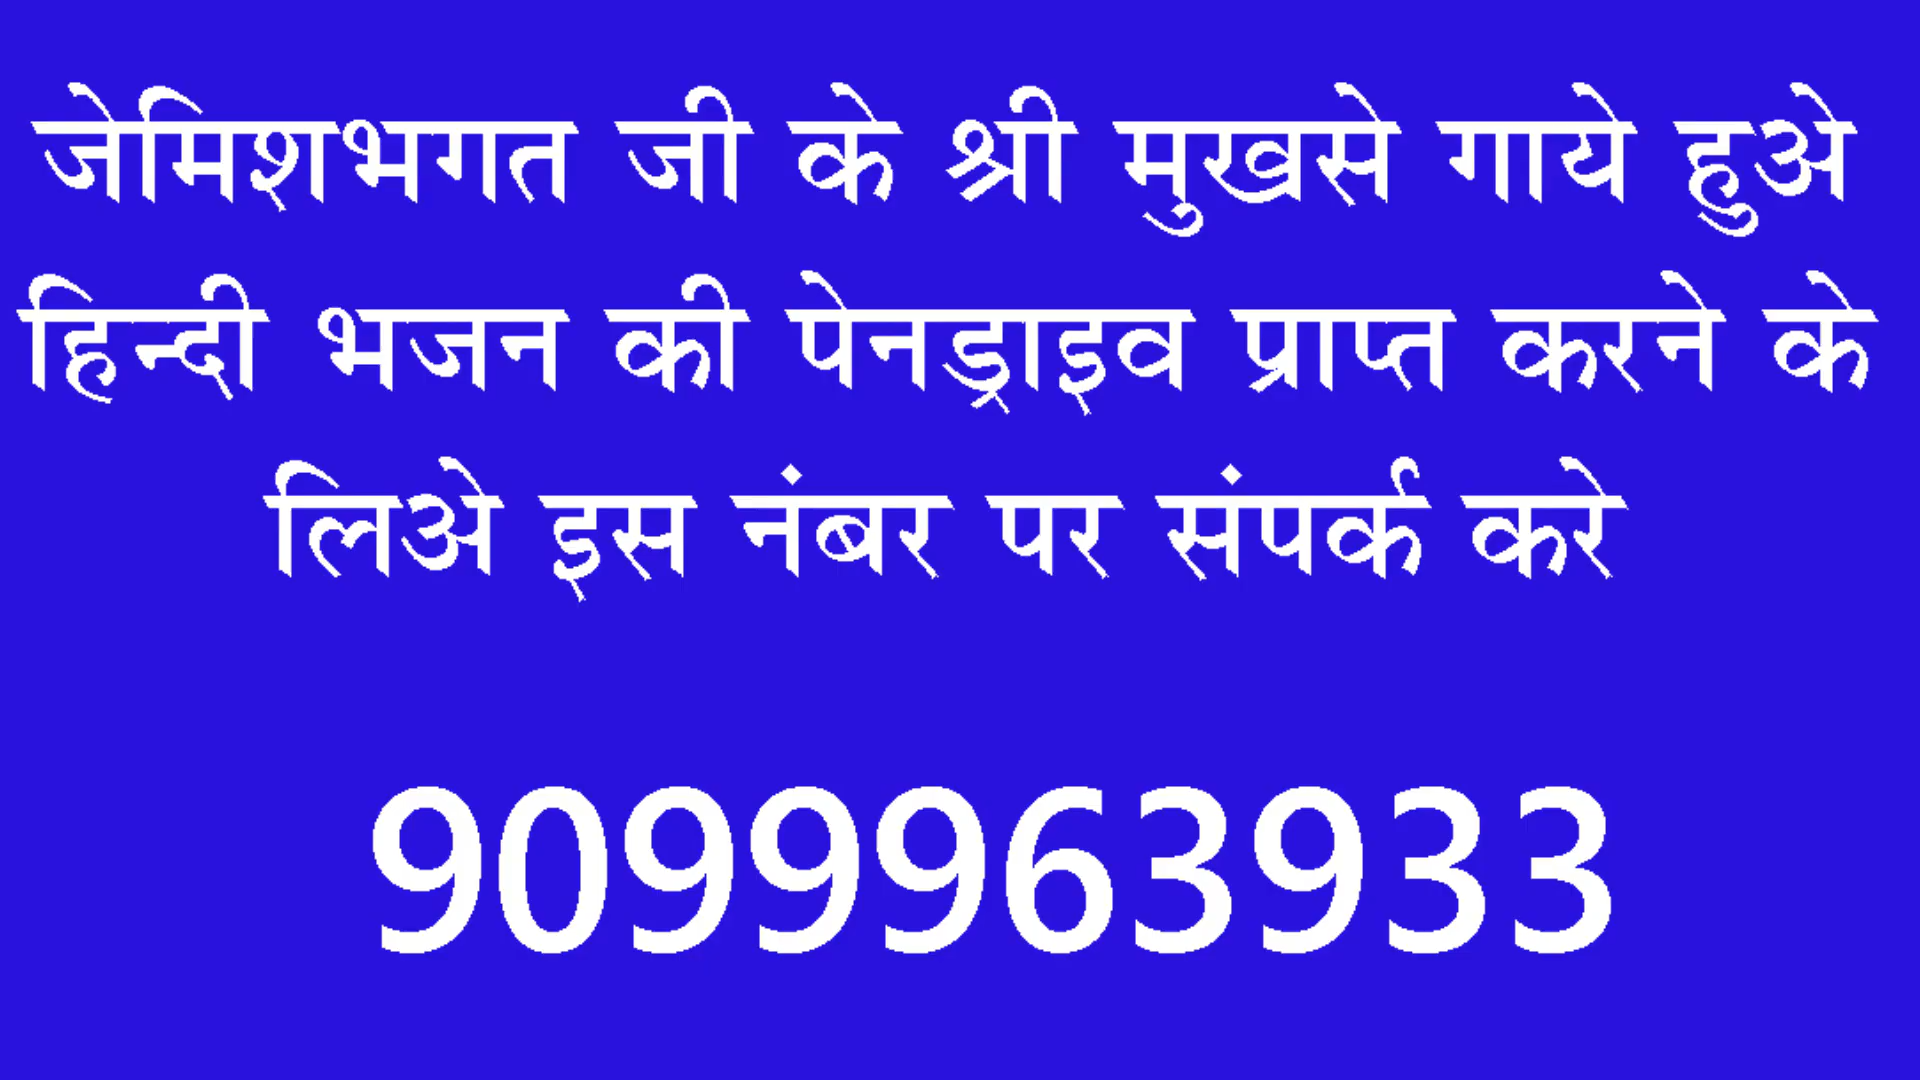 जेमिशभगत जी के श्री मुखसे गाये हुअे
हिन्दी भजन की पेनड्राइव प्राप्त करने के
लिअे इस नंबर पर संपर्क करे
9099963933